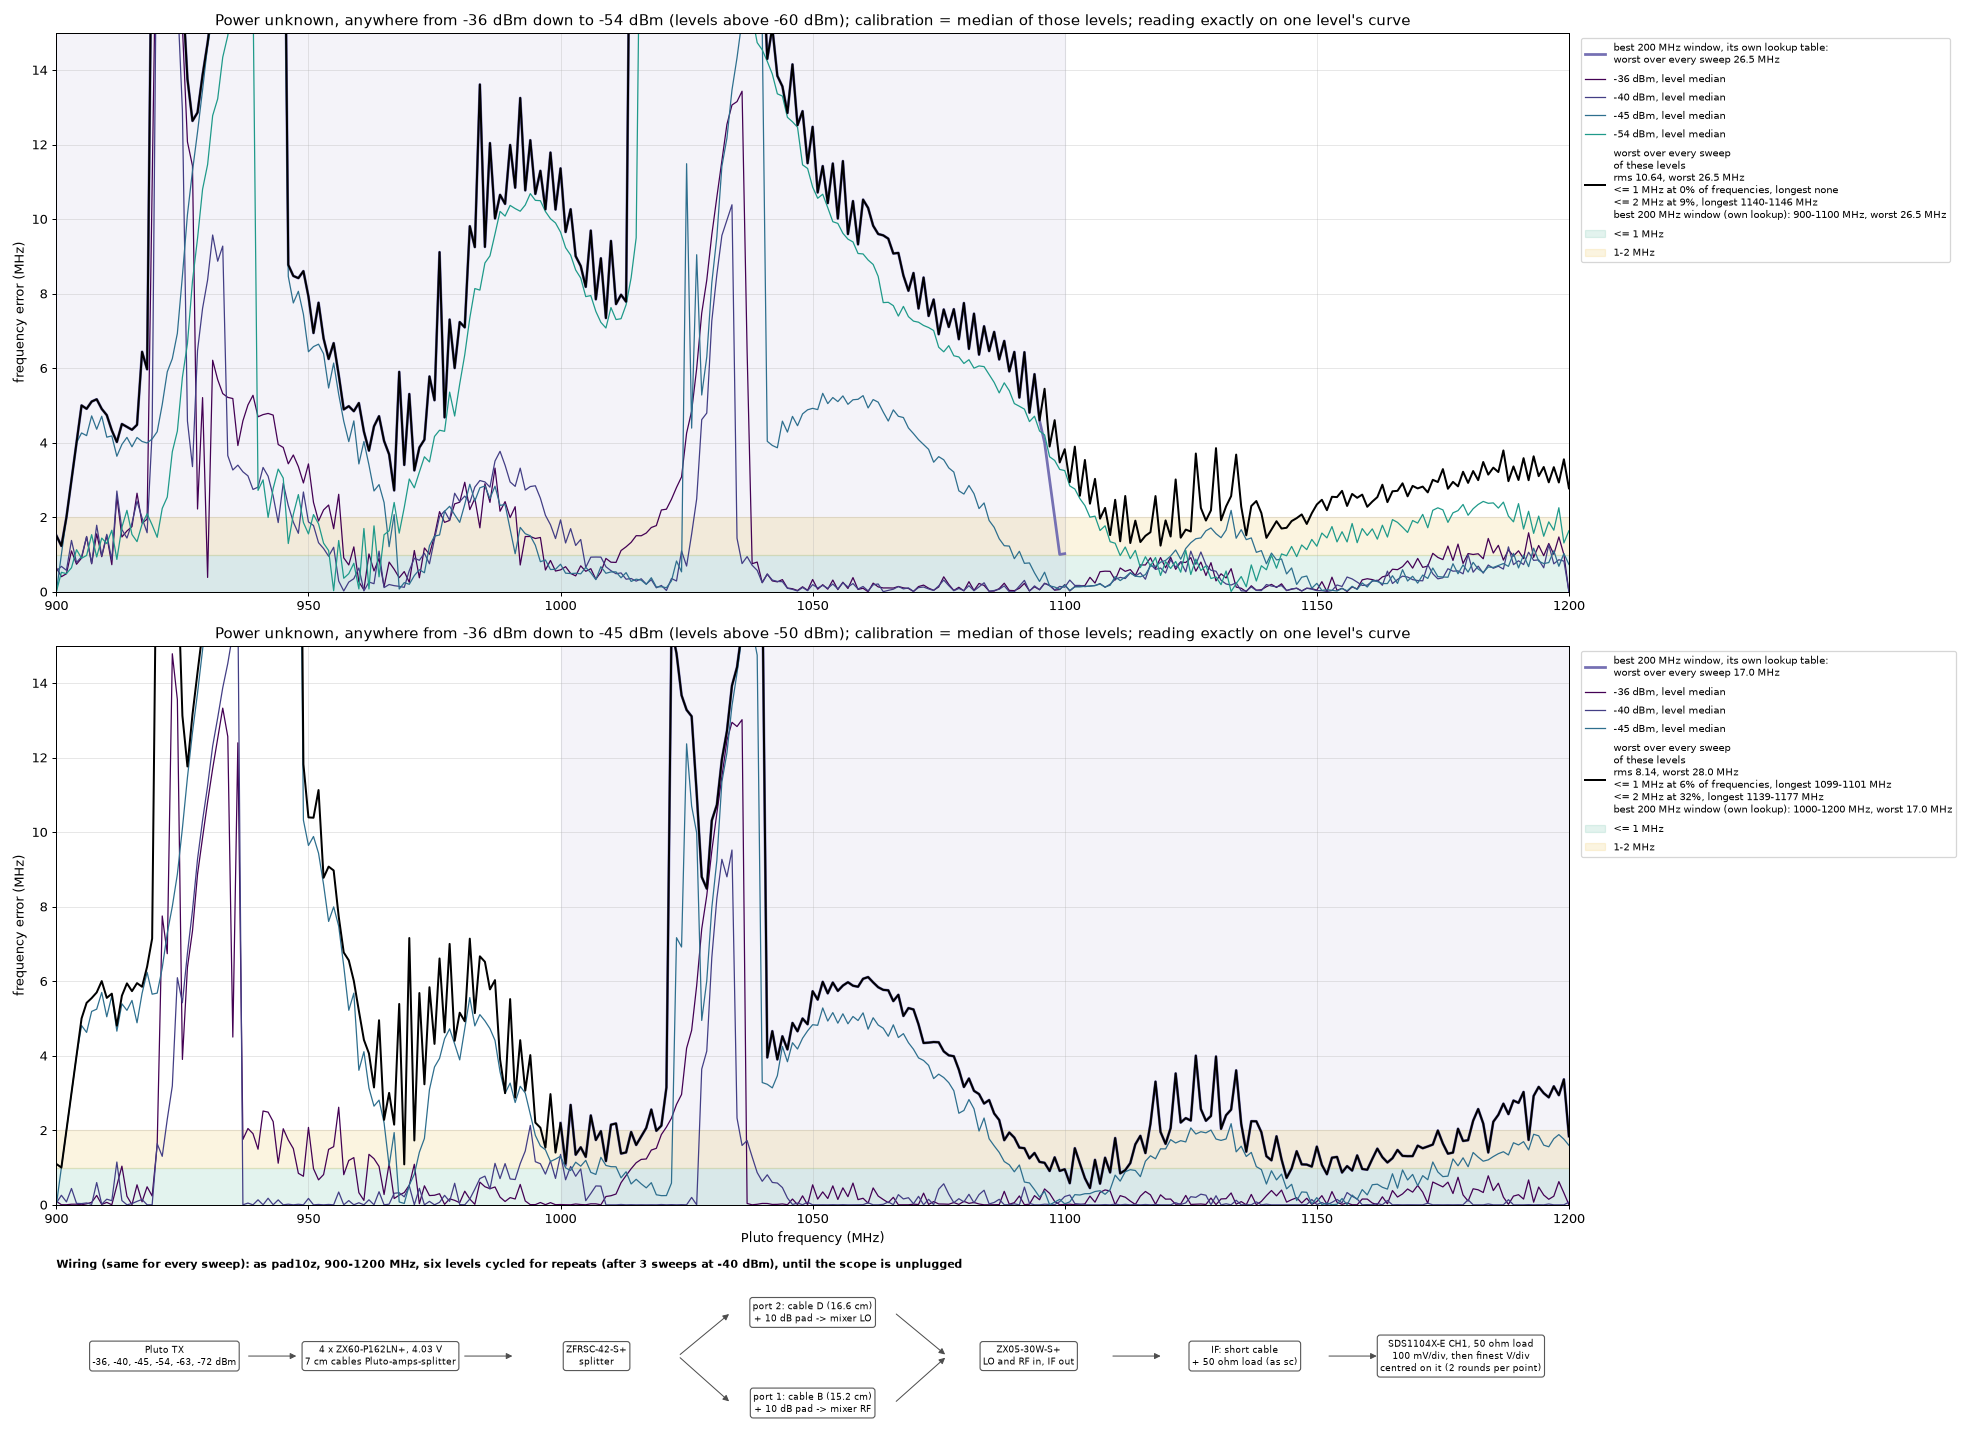 Power unknown, anywhere from -36 dBm down to -54 dBm (levels above -60 dBm); calibration = median of those levels; reading exactly on one level's curve
frequency error (MHz)
14
12
10
8
6
4
2
0
900
950
1000
1050
1100
1150
1200
best 200 MHz window, its own lookup table:
worst over every sweep 26.5 MHz
-36 dBm, level median
-40 dBm, level median
-45 dBm, level median
-54 dBm, level median
worst over every sweep
of these levels
rms 10.64, worst 26.5 MHz
<= 1 MHz at 0% of frequencies, longest none
<= 2 MHz at 9%, longest 1140-1146 MHz
best 200 MHz window (own lookup): 900-1100 MHz, worst 26.5 MHz
<= 1 MHz
1-2 MHz
Power unknown, anywhere from -36 dBm down to -45 dBm (levels above -50 dBm); calibration = median of those levels; reading exactly on one level's curve
frequency error (MHz)
14
12
10
8
6
4
2
0
900
950
1000
1050
1100
1150
1200
Pluto frequency (MHz)
best 200 MHz window, its own lookup table:
worst over every sweep 17.0 MHz
-36 dBm, level median
-40 dBm, level median
-45 dBm, level median
worst over every sweep
of these levels
rms 8.14, worst 28.0 MHz
<= 1 MHz at 6% of frequencies, longest 1099-1101 MHz
<= 2 MHz at 32%, longest 1139-1177 MHz
best 200 MHz window (own lookup): 1000-1200 MHz, worst 17.0 MHz
<= 1 MHz
1-2 MHz
Wiring (same for every sweep): as pad10z, 900-1200 MHz, six levels cycled for repeats (after 3 sweeps at -40 dBm), until the scope is unplugged
Pluto TX
-36, -40, -45, -54, -63, -72 dBm
4 x ZX60-P162LN+, 4.03 V
7 cm cables Pluto-amps-splitter
ZFRSC-42-S+
splitter
port 2: cable D (16.6 cm)
+ 10 dB pad -> mixer LO
port 1: cable B (15.2 cm)
+ 10 dB pad -> mixer RF
ZX05-30W-S+
LO and RF in, IF out
IF: short cable
+ 50 ohm load (as sc)
SDS1104X-E CH1, 50 ohm load
100 mV/div, then finest V/div
centred on it (2 rounds per point)